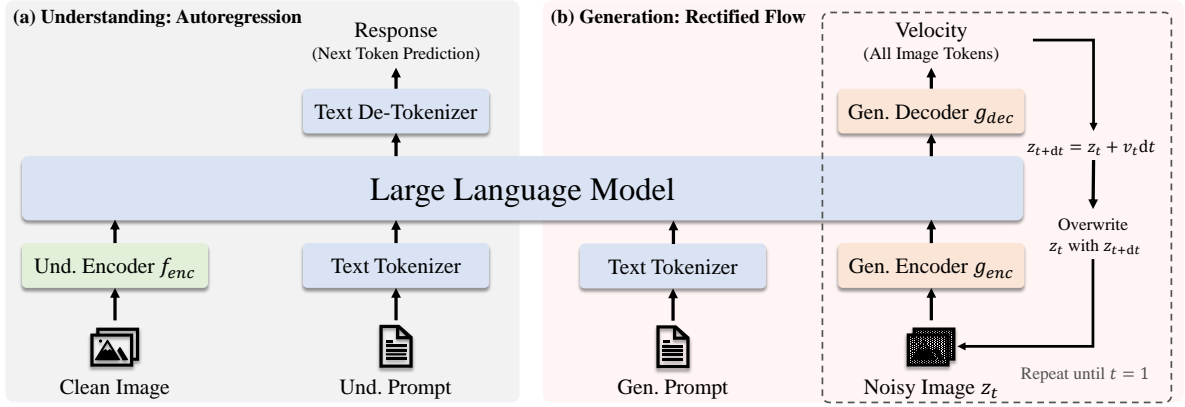 (a) Understanding: Autoregression
Response
(Next Token Prediction)
Text De-Tokenizer
(b) Generation: Rectified Flow
Velocity
(All Image Tokens)
Gen. Decoder g_dec
z_{t+dt} = z_t + v_t dt
Large Language Model
Overwrite
z_t with z_{t+dt}
Und. Encoder f_enc
Text Tokenizer
Text Tokenizer
Gen. Encoder g_enc
Clean Image
Und. Prompt
Gen. Prompt
Noisy Image z_t
Repeat until t = 1